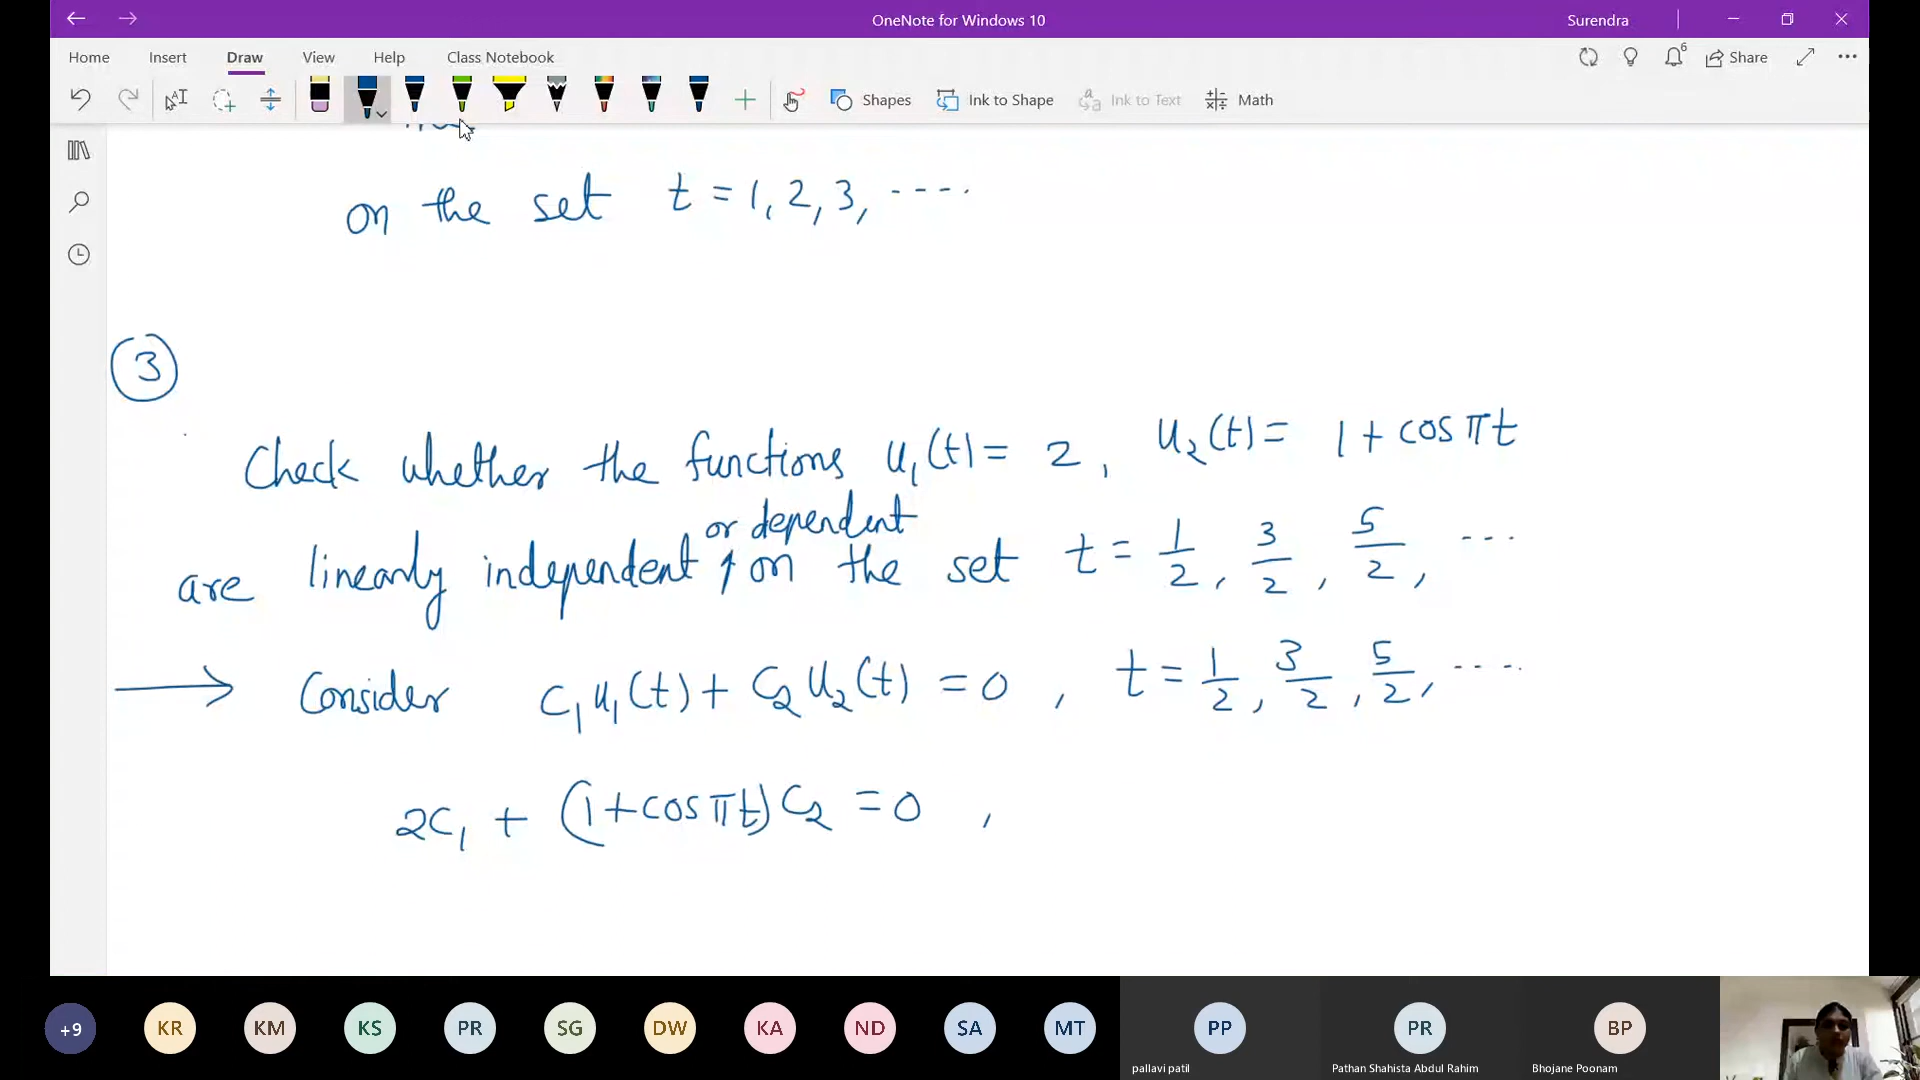 OneNote for Windows 10
Surendra
Home Insert Draw View Help Class Notebook
6
Share
Shapes Ink to Shape Ink to Text Math
on the set t = 1, 2, 3, ----.
3
Check whether the functions u₁(t) = 2, u₂(t) = 1 + cos πt
or dependent
are linearly independent on the set t = 1/2, 3/2, 5/2, ---
→ Consider c₁u₁(t) + c₂u₂(t) = 0, t = 1/2, 3/2, 5/2, ----.
2c₁ + (1+cos πt)c₂ = 0,
+9 KR KM KS PR SG DW KA ND SA MT PP PR BP
pallavi patil Pathan Shahista Abdul Rahim Bhojane Poonam